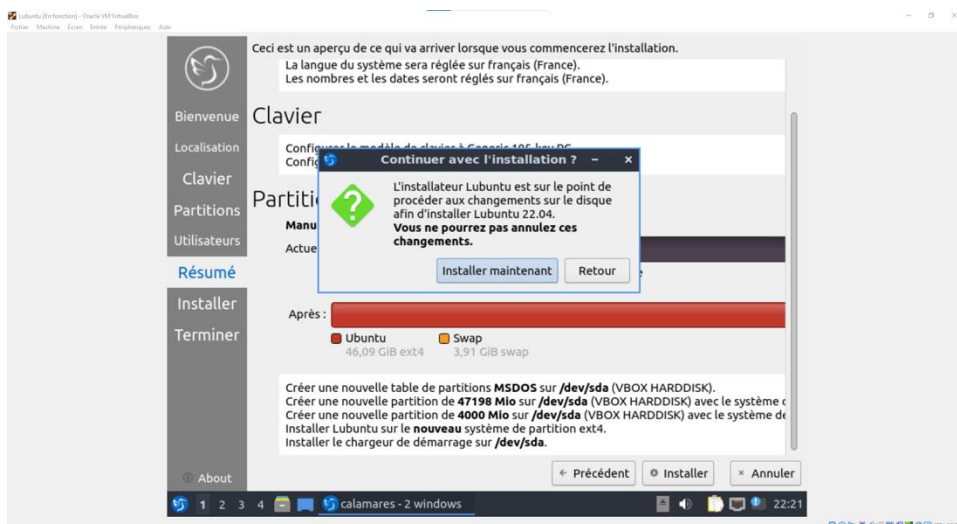 Lubuntu [En fonction] - Oracle VM VirtualBox
Fichier Machine Écran Entrée Périphériques Aide
Ceci est un aperçu de ce qui va arriver lorsque vous commencerez l'installation.
La langue du système sera réglée sur français (France).
Les nombres et les dates seront réglés sur français (France).
Bienvenue
Localisation
Clavier
Partitions
Utilisateurs
Résumé
Installer
Terminer
About
Clavier
Continuer avec l'installation ?
L'installateur Lubuntu est sur le point de
procéder aux changements sur le disque
afin d'installer Lubuntu 22.04.
Vous ne pourrez pas annulez ces
changements.
Installer maintenant Retour
Manu
Actue
Après :
Ubuntu Swap
46,09 GiB ext4 3,91 GiB swap
Créer une nouvelle table de partitions MSDOS sur /dev/sda (VBOX HARDDISK).
Créer une nouvelle partition de 47198 Mio sur /dev/sda (VBOX HARDDISK) avec le système
Créer une nouvelle partition de 4000 Mio sur /dev/sda (VBOX HARDDISK) avec le système de
Installer Lubuntu sur le nouveau système de partition ext4.
Installer le chargeur de démarrage sur /dev/sda.
Précédent Installer Annuler
1 2 3 4 calamares - 2 windows 22:21